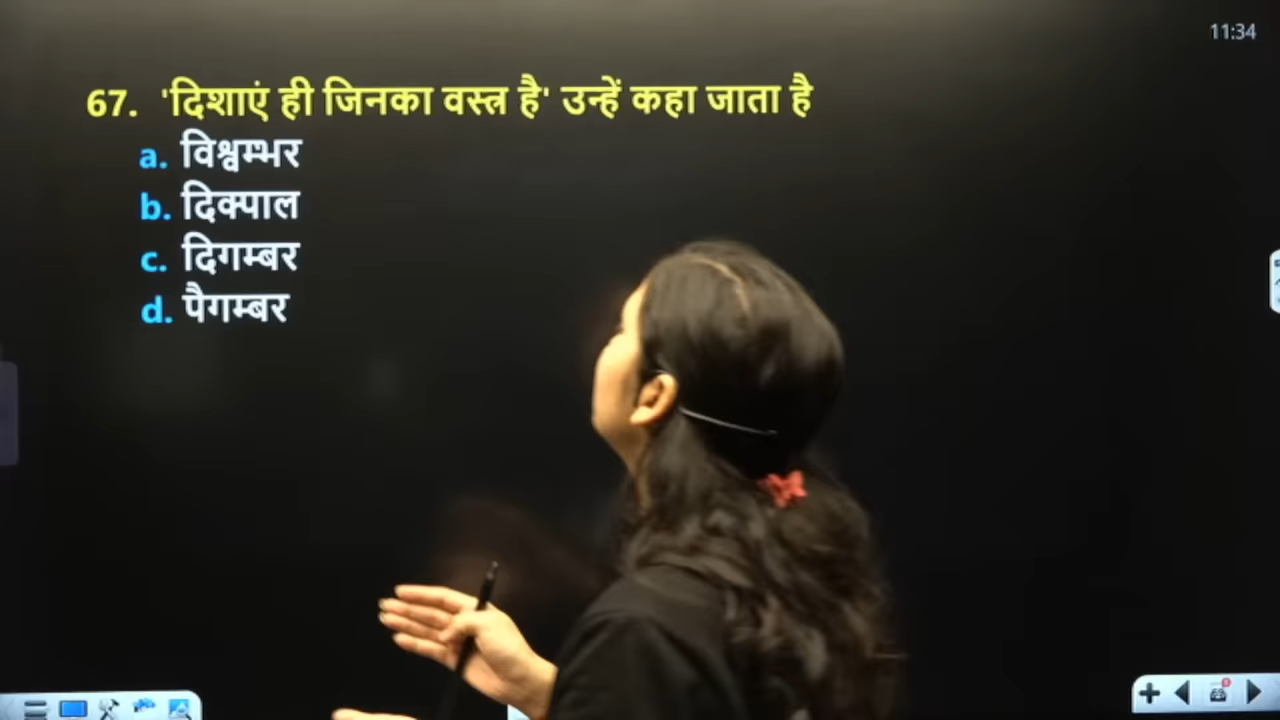 11:34
67. 'दिशाएं ही जिनका वस्त्र है' उन्हें कहा जाता है
a. विश्वम्भर
b. दिक्पाल
c. दिगम्बर
d. पैगम्बर